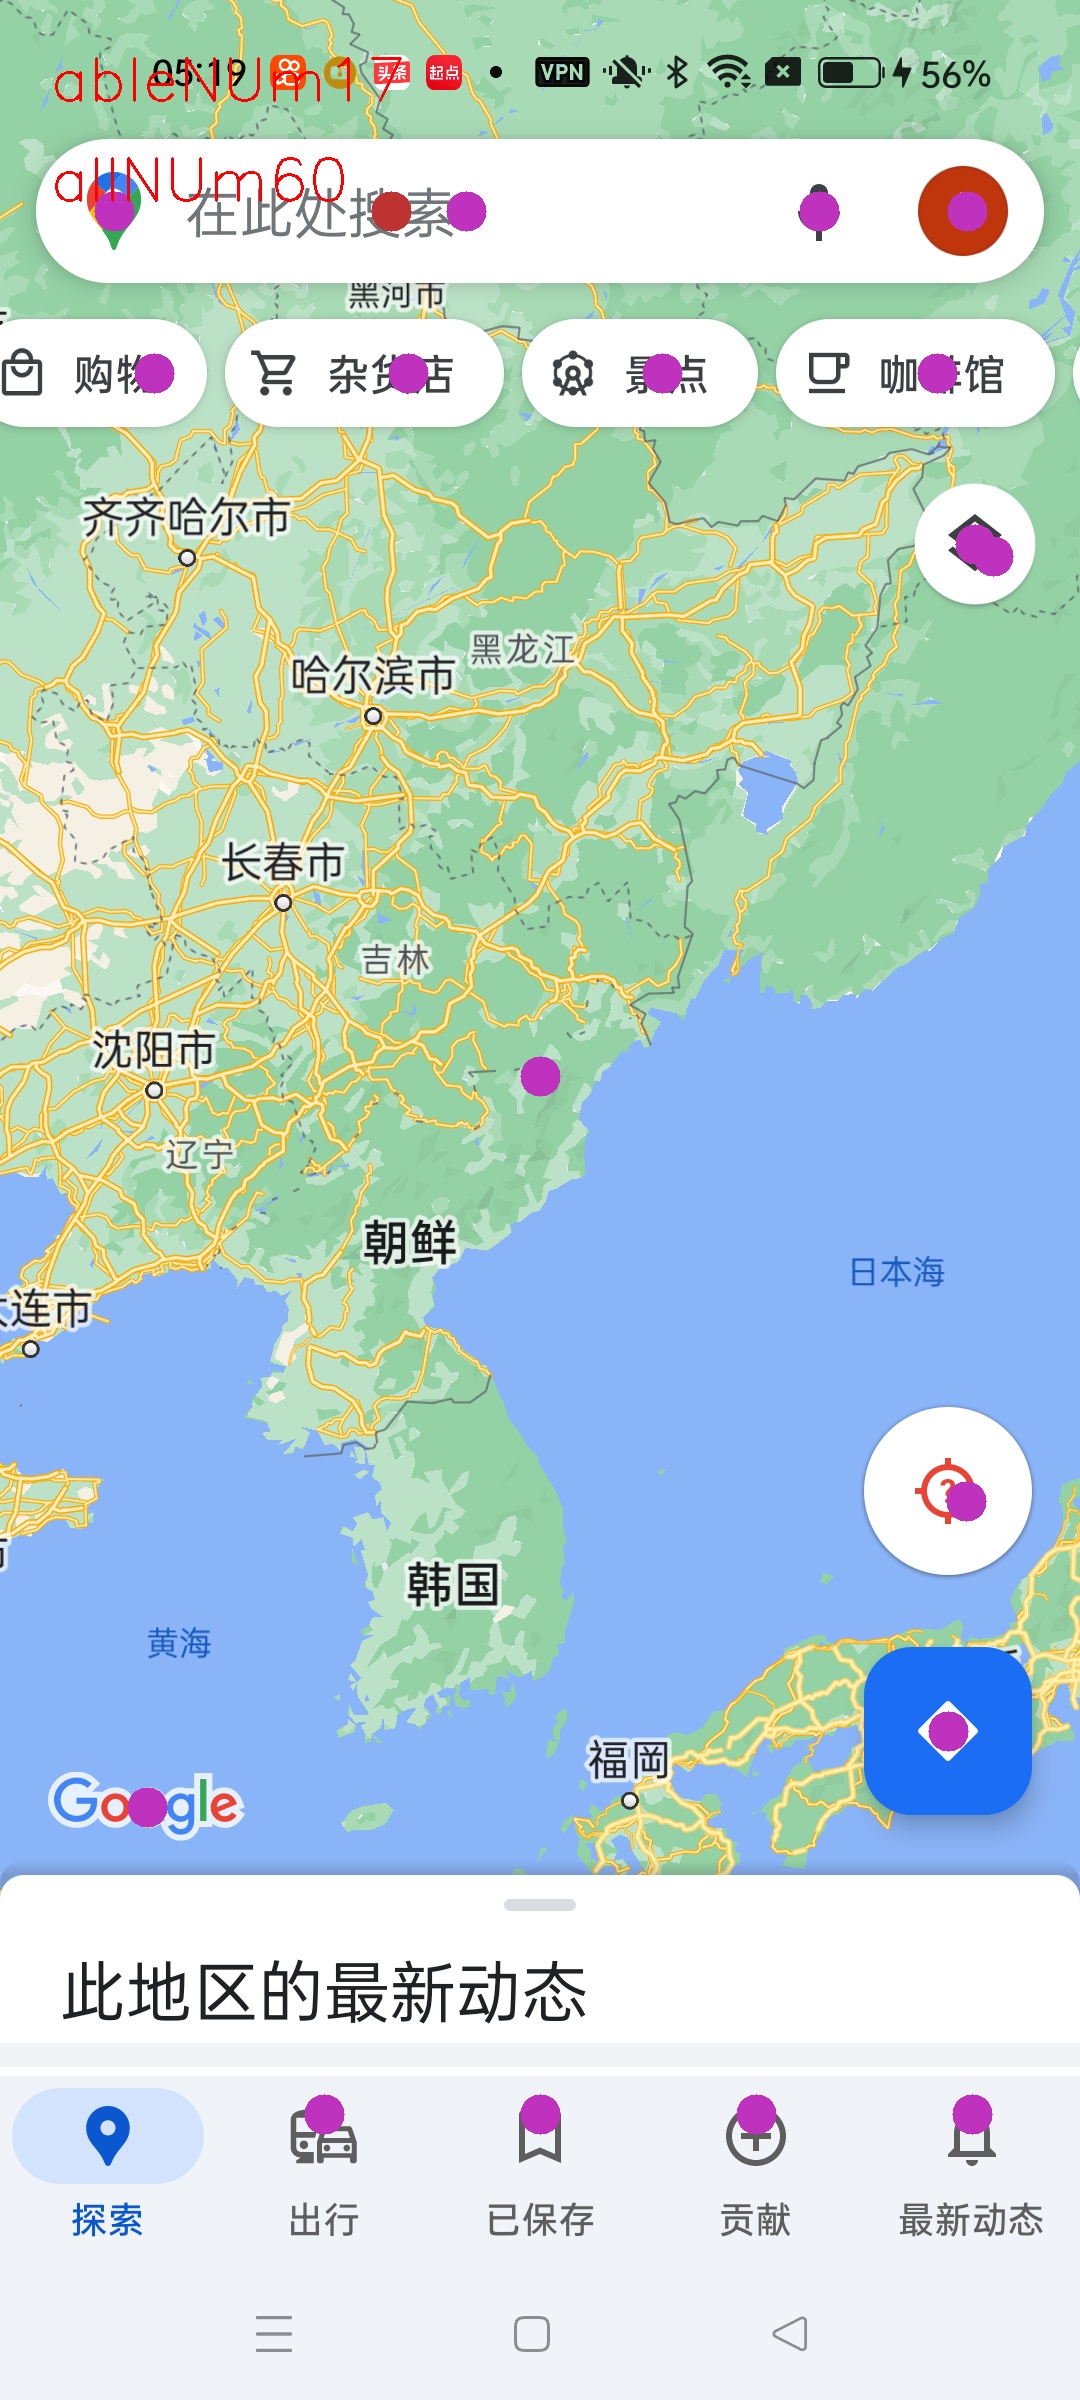 ableNUm17
05:19 头条 起点 VPN 56%
allNUm60
在此处搜索
黑河市
购物 杂货店 景点 咖啡馆
齐齐哈尔市
黑龙江
哈尔滨市
长春市
吉林
沈阳市
辽宁
朝鲜
日本海
大连市
韩国
黄海
福冈
Google
此地区的最新动态
探索 出行 已保存 贡献 最新动态